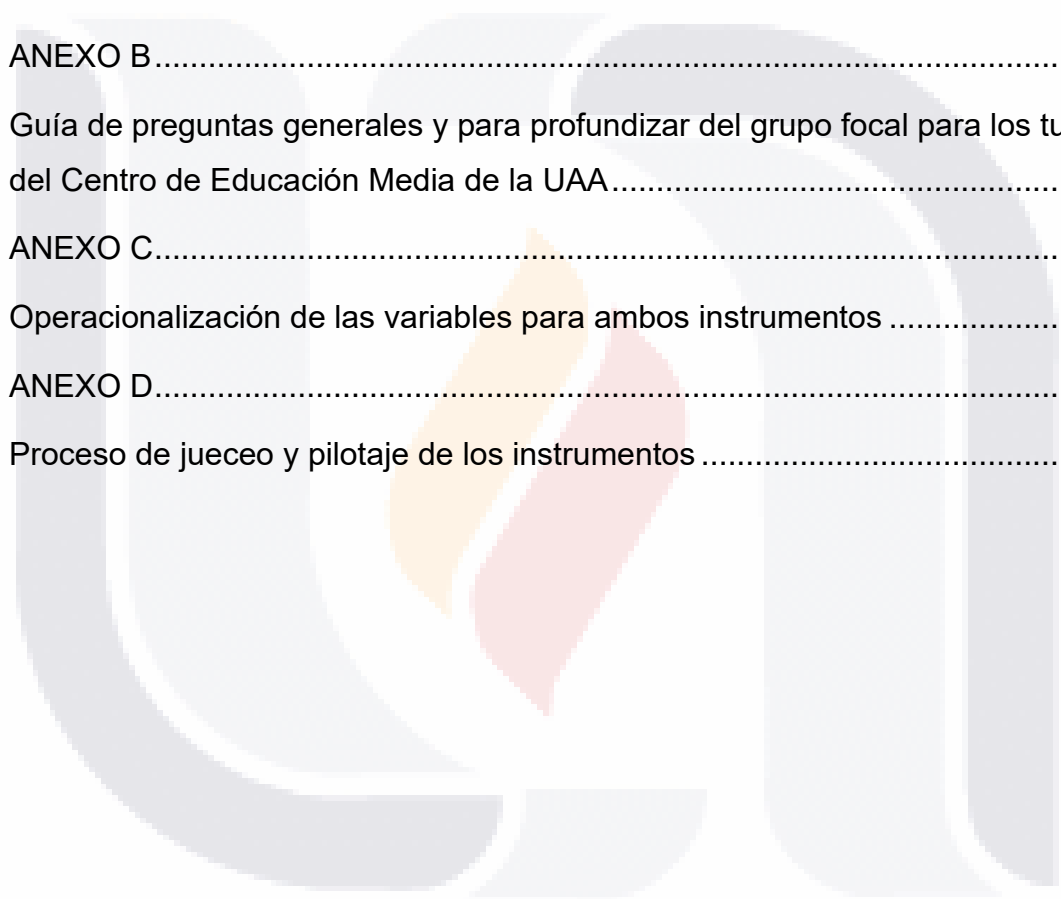 ANEXO B................................................................................................
Guía de preguntas generales y para profundizar del grupo focal para los
del Centro de Educación Media de la UAA..................................................
ANEXO C................................................................................................
Operacionalización de las variables para ambos instrumentos ...................
ANEXO D................................................................................................
Proceso de jueceo y pilotaje de los instrumentos ........................................